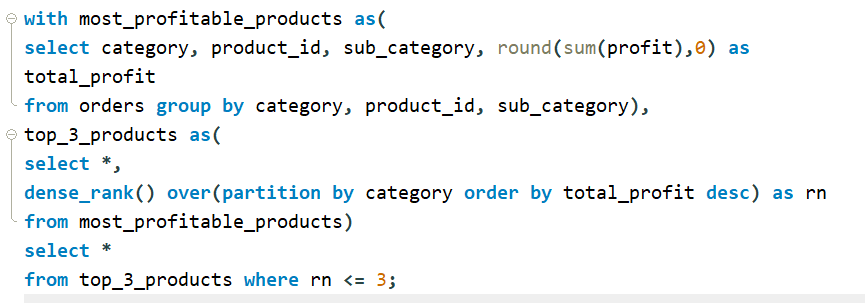 with most_profitable_products as(
select category, product_id, sub_category, round(sum(profit),0) as
total_profit
from orders group by category, product_id, sub_category),
top_3_products as(
select *,
dense_rank() over(partition by category order by total_profit desc) as rn
from most_profitable_products)
select *
from top_3_products where rn <= 3;